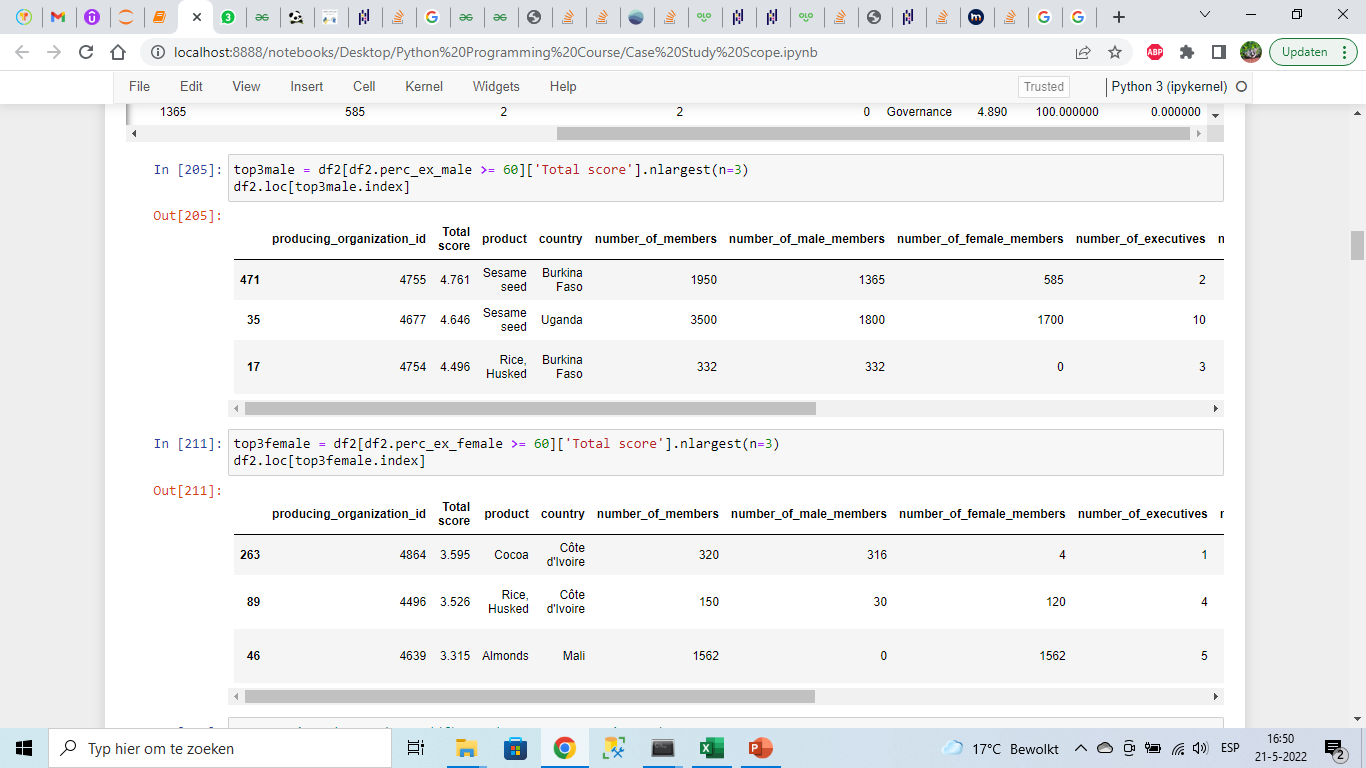 3
localhost:8888/notebooks/Desktop/Python%20Programming%20Course/Case%20Study%20Scope.ipynb
ABP
Updaten
File Edit View Insert Cell Kernel Widgets Help
Trusted
Python 3 (ipykernel)
1365 585 2 2 0 Governance 4.890 100.000000 0.000000
In [205]: top3male = df2[df2.perc_ex_male >= 60]['Total score'].nlargest(n=3)
df2.loc[top3male.index]
Out[205]:
producing_organization_id Total score product country number_of_members number_of_male_members number_of_female_members number_of_executives n
471 4755 4.761 Sesame seed Burkina Faso 1950 1365 585 2
35 4677 4.646 Sesame seed Uganda 3500 1800 1700 10
17 4754 4.496 Rice, Husked Burkina Faso 332 332 0 3
In [211]: top3female = df2[df2.perc_ex_female >= 60]['Total score'].nlargest(n=3)
df2.loc[top3female.index]
Out[211]:
producing_organization_id Total score product country number_of_members number_of_male_members number_of_female_members number_of_executives
263 4864 3.595 Cocoa Côte d'Ivoire 320 316 4 1
89 4496 3.526 Rice, Husked Côte d'Ivoire 150 30 120 4
46 4639 3.315 Almonds Mali 1562 0 1562 5
Typ hier om te zoeken
17°C Bewolkt
ESP
16:50
21-5-2022
2